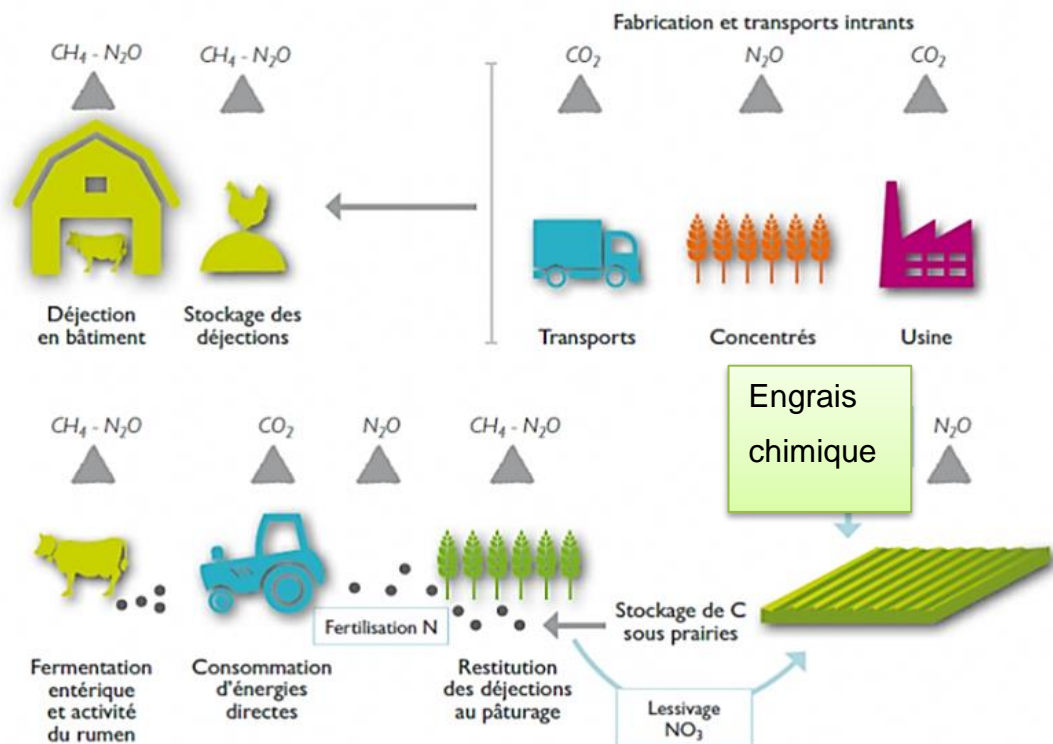 Fabrication et transports intrants
CH₄ - N₂O
CH₄ - N₂O
CO₂
N₂O
CO₂
Déjection
en bâtiment
Stockage des
déjections
Transports
Concentrés
Usine
Engrais
chimique
CH₄ - N₂O
CO₂
N₂O
CH₄ - N₂O
N₂O
Fertilisation N
Stockage de C
sous prairies
Fermentation
entérique
et activité
du rumen
Consommation
d'énergies
directes
Restitution
des déjections
au pâturage
Lessivage
NO₃